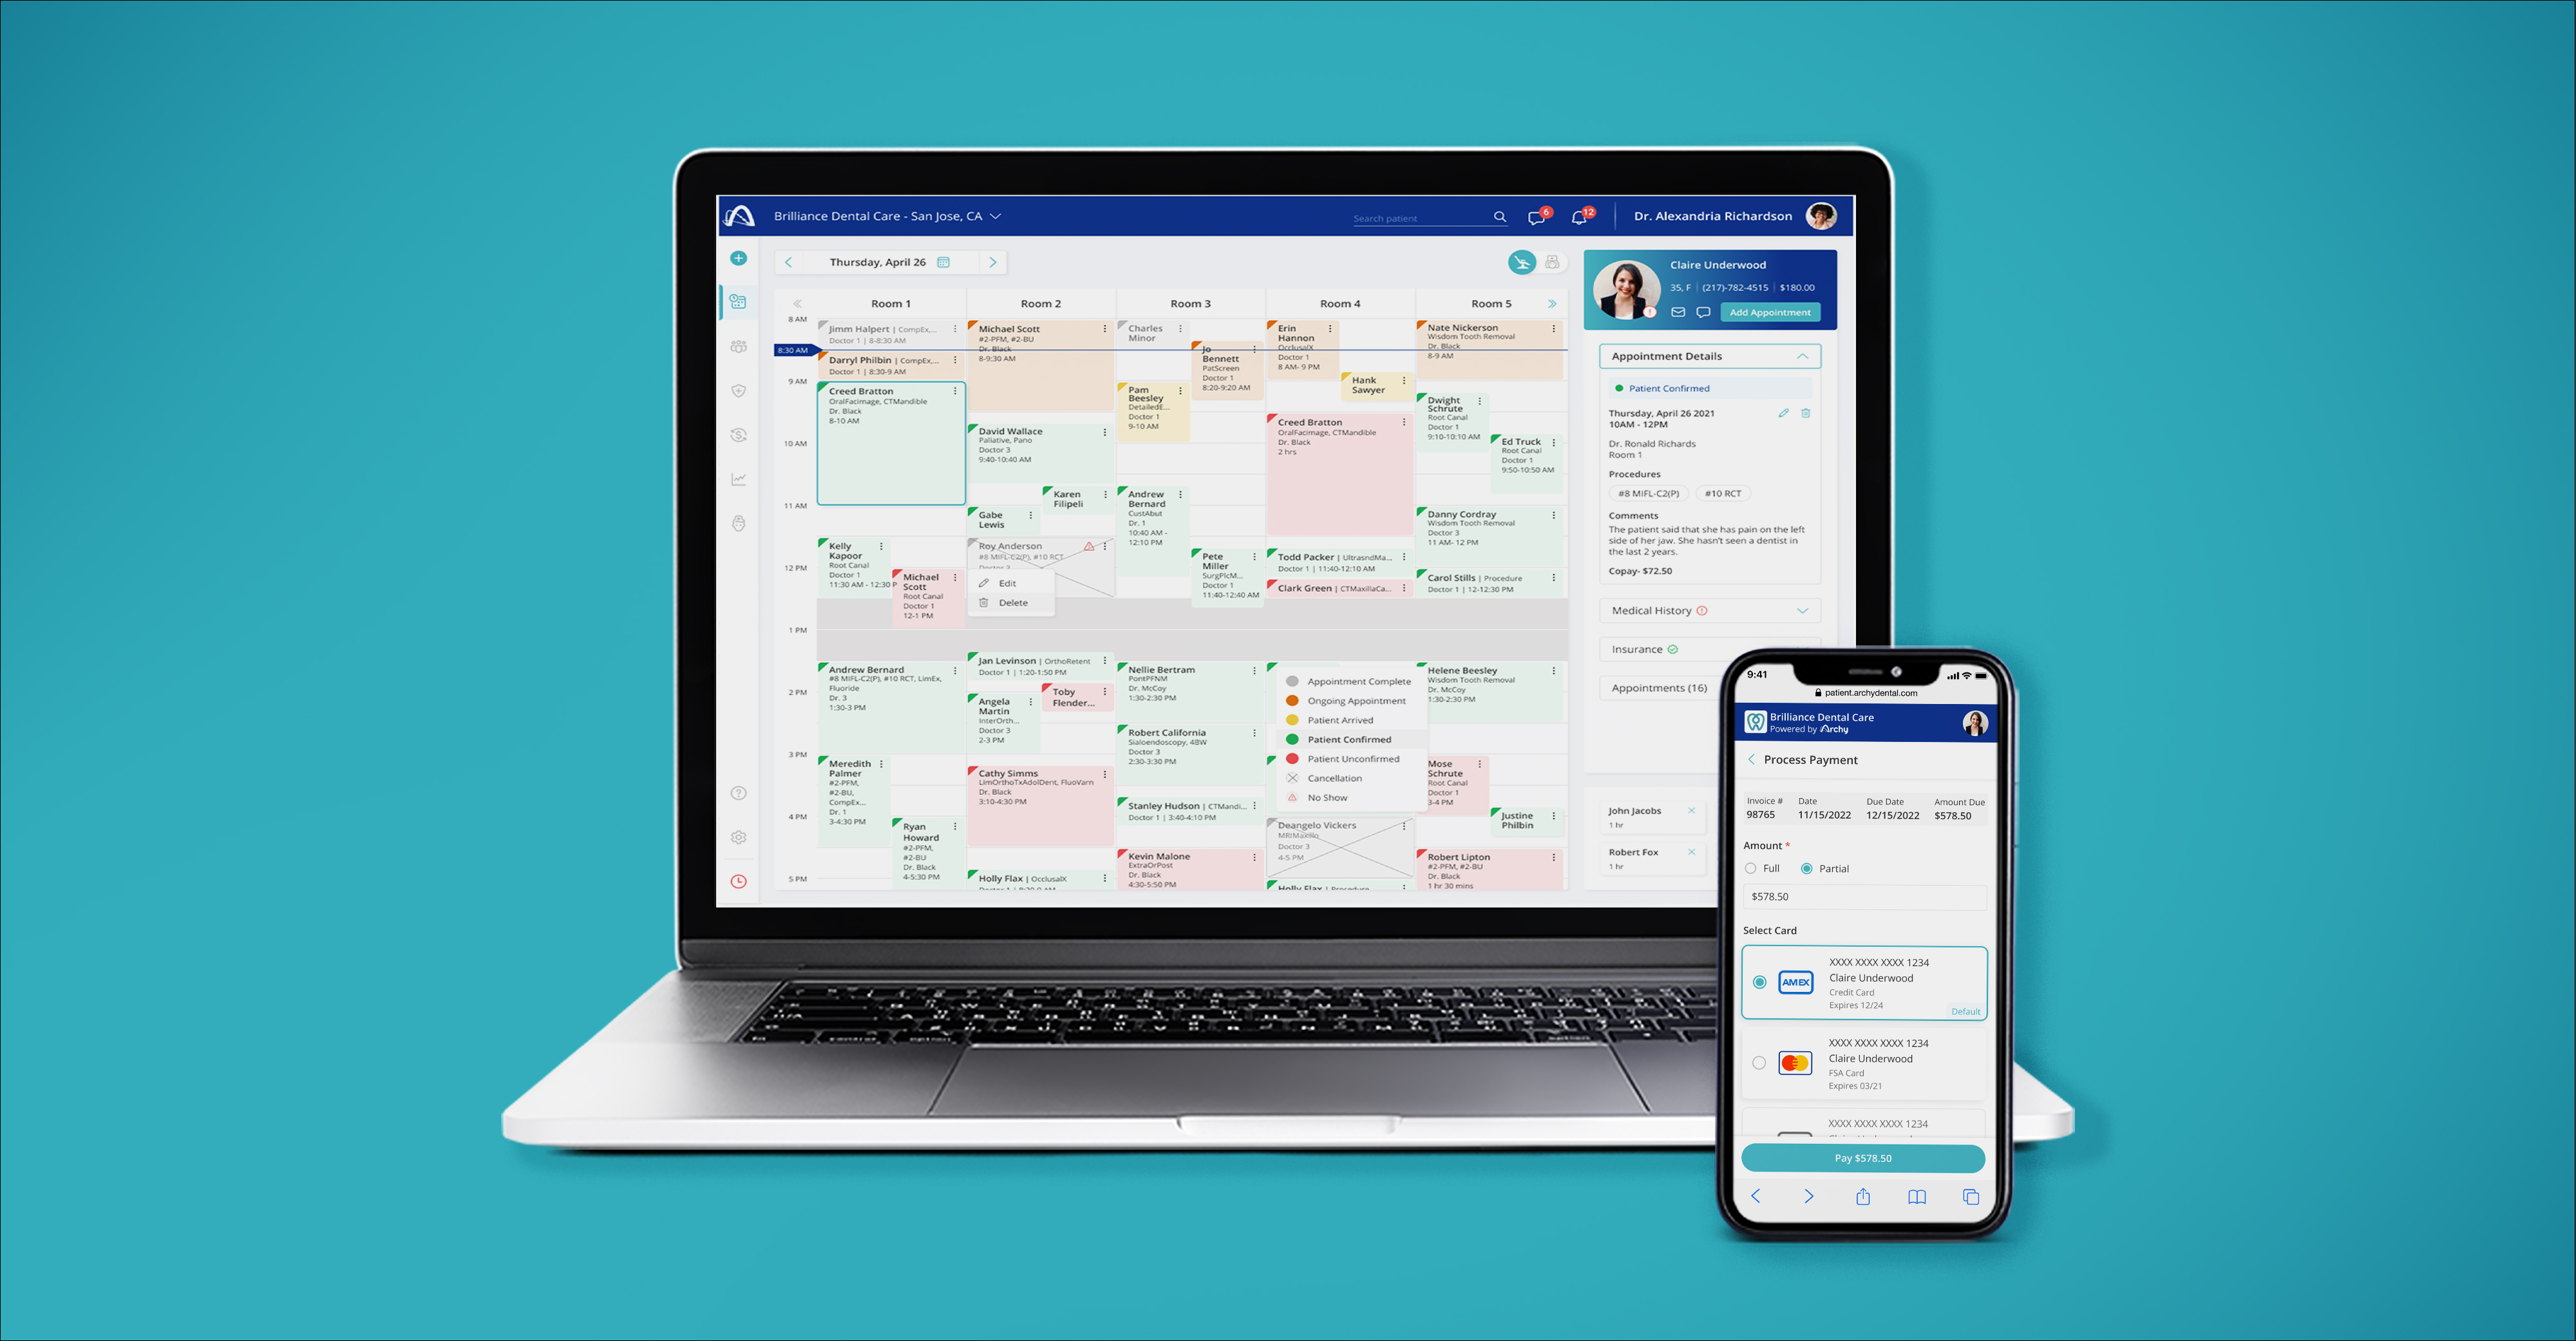 Brilliance Dental Care - San Jose, CA
Search patient
6
12
Dr. Alexandria Richardson
Thursday, April 26
Room 1
Room 2
Room 3
Room 4
Room 5
8 AM
8:30 AM
9 AM
10 AM
11 AM
12 PM
1 PM
2 PM
3 PM
4 PM
5 PM
Jimm Halpert | CompEx,...
Doctor 1 | 8-8:30 AM
Darryl Philbin | CompEx,...
Doctor 1 | 8:30-9 AM
Creed Bratton
OralFacimage, CTMandible
Dr. Black
8-10 AM
Kelly
Kapoor
Root Canal
Doctor 1
11:30 AM - 12:30 P
Michael
Scott
Root Canal
Doctor 1
12-1 PM
Andrew Bernard
#8 MIFL-C2(P), #10 RCT, LimEx,
Fluoride
Dr. 3
1:30-3 PM
Meredith
Palmer
#2-PFM,
#2-BU,
CompEx...
Dr. 1
3-4:30 PM
Ryan
Howard
#2-PFM,
#2-BU
Dr. Black
4-5:30 PM
Michael Scott
#2-PFM, #2-BU
Dr. Black
8-9:30 AM
David Wallace
Paliative, Pano
Doctor 3
9:40-10:40 AM
Karen
Filipeli
Gabe
Lewis
Roy Anderson
#8 MIFL-C2(P), #10 RCT
Doctor 3
Edit
Delete
Jan Levinson | OrthoRetent
Doctor 1 | 1:20-1:50 PM
Toby
Flender...
Angela
Martin
InterOrth...
Doctor 3
2-3 PM
Cathy Simms
LimOrthoTxAdolDent, FluoVarn
Dr. Black
3:10-4:30 PM
Holly Flax | OcclusalX
Charles
Minor
Jo
Bennett
PatScreen
Doctor 1
8:20-9:20 AM
Pam
Beesley
DetailedE...
Doctor 1
9-10 AM
Andrew
Bernard
CustAbut
Dr. 1
10:40 AM -
12:10 PM
Pete
Miller
SurgPlcM...
Doctor 1
11:40-12:40 AM
Nellie Bertram
PontPFNM
Dr. McCoy
1:30-2:30 PM
Robert California
Sialoendoscopy, 4BW
Doctor 3
2:30-3:30 PM
Stanley Hudson | CTMandi...
Doctor 1 | 3:40-4:10 PM
Kevin Malone
ExtraOrPost
Dr. Black
4:30-5:50 PM
Erin
Hannon
OcclusalX
Doctor 1
8 AM- 9 PM
Hank
Sawyer
Creed Bratton
OralFacimage, CTMandible
Dr. Black
2 hrs
Todd Packer | UltrasndMa...
Doctor 1 | 11:40-12:10 AM
Clark Green | CTMaxillaCa...
Appointment Complete
Ongoing Appointment
Patient Arrived
Patient Confirmed
Patient Unconfirmed
Cancellation
No Show
Deangelo Vickers
MRIMaxillo
Doctor 3
4-5 PM
Holly Flax | Procedure
Nate Nickerson
Wisdom Tooth Removal
Dr. Black
8-9 AM
Dwight
Schrute
Root Canal
Doctor 1
9:10-10:10 AM
Ed Truck
Root Canal
Doctor 1
9:50-10:50 AM
Danny Cordray
Wisdom Tooth Removal
Doctor 3
11 AM- 12 PM
Carol Stills | Procedure
Doctor 1 | 12-12:30 PM
Helene Beesley
Wisdom Tooth Removal
Dr. McCoy
1:30-2:30 PM
Mose
Schrute
Root Canal
Doctor 1
3-4 PM
Justine
Philbin
Robert Lipton
#2-PFM, #2-BU
Dr. Black
1 hr 30 mins
Claire Underwood
35, F | (217)-782-4515 | $180.00
Add Appointment
Appointment Details
Patient Confirmed
Thursday, April 26 2021
10AM - 12PM
Dr. Ronald Richards
Room 1
Procedures
#8 MIFL-C2(P)
#10 RCT
Comments
The patient said that she has pain on the left
side of her jaw. She hasn't seen a dentist in
the last 2 years.
Copay- $72.50
Medical History
Insurance
Appointments (16)
John Jacobs
1 hr
Robert Fox
1 hr
9:41
patient.archydental.com
Brilliance Dental Care
Powered by Archy
Process Payment
Invoice # Date Due Date Amount Due
98765 11/15/2022 12/15/2022 $578.50
Amount *
Full
Partial
$578.50
Select Card
AMEX
XXXX XXXX XXXX 1234
Claire Underwood
Credit Card
Expires 12/24
Default
XXXX XXXX XXXX 1234
Claire Underwood
FSA Card
Expires 03/21
XXXX XXXX XXXX 1234
Pay $578.50